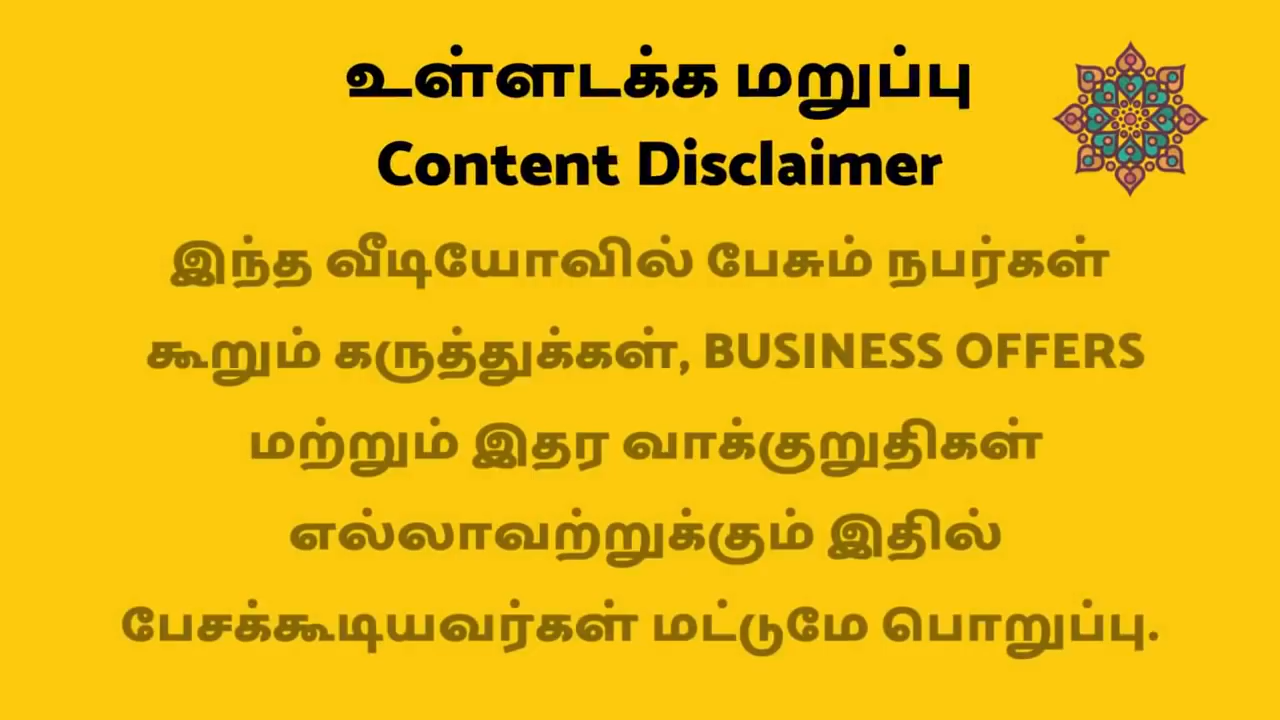 உள்ளடக்க மறுப்பு
Content Disclaimer
இந்த வீடியோவில் பேசும் நபர்கள்
கூறும் கருத்துக்கள், BUSINESS OFFERS
மற்றும் இதர வாக்குறுதிகள்
எல்லாவற்றுக்கும் இதில்
பேசக்கூடியவர்கள் மட்டுமே பொறுப்பு.